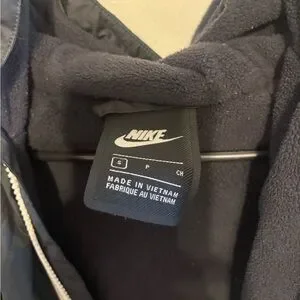 NIKE
S P CH
MADE IN VIETNAM
FABRIQUE AU VIETNAM